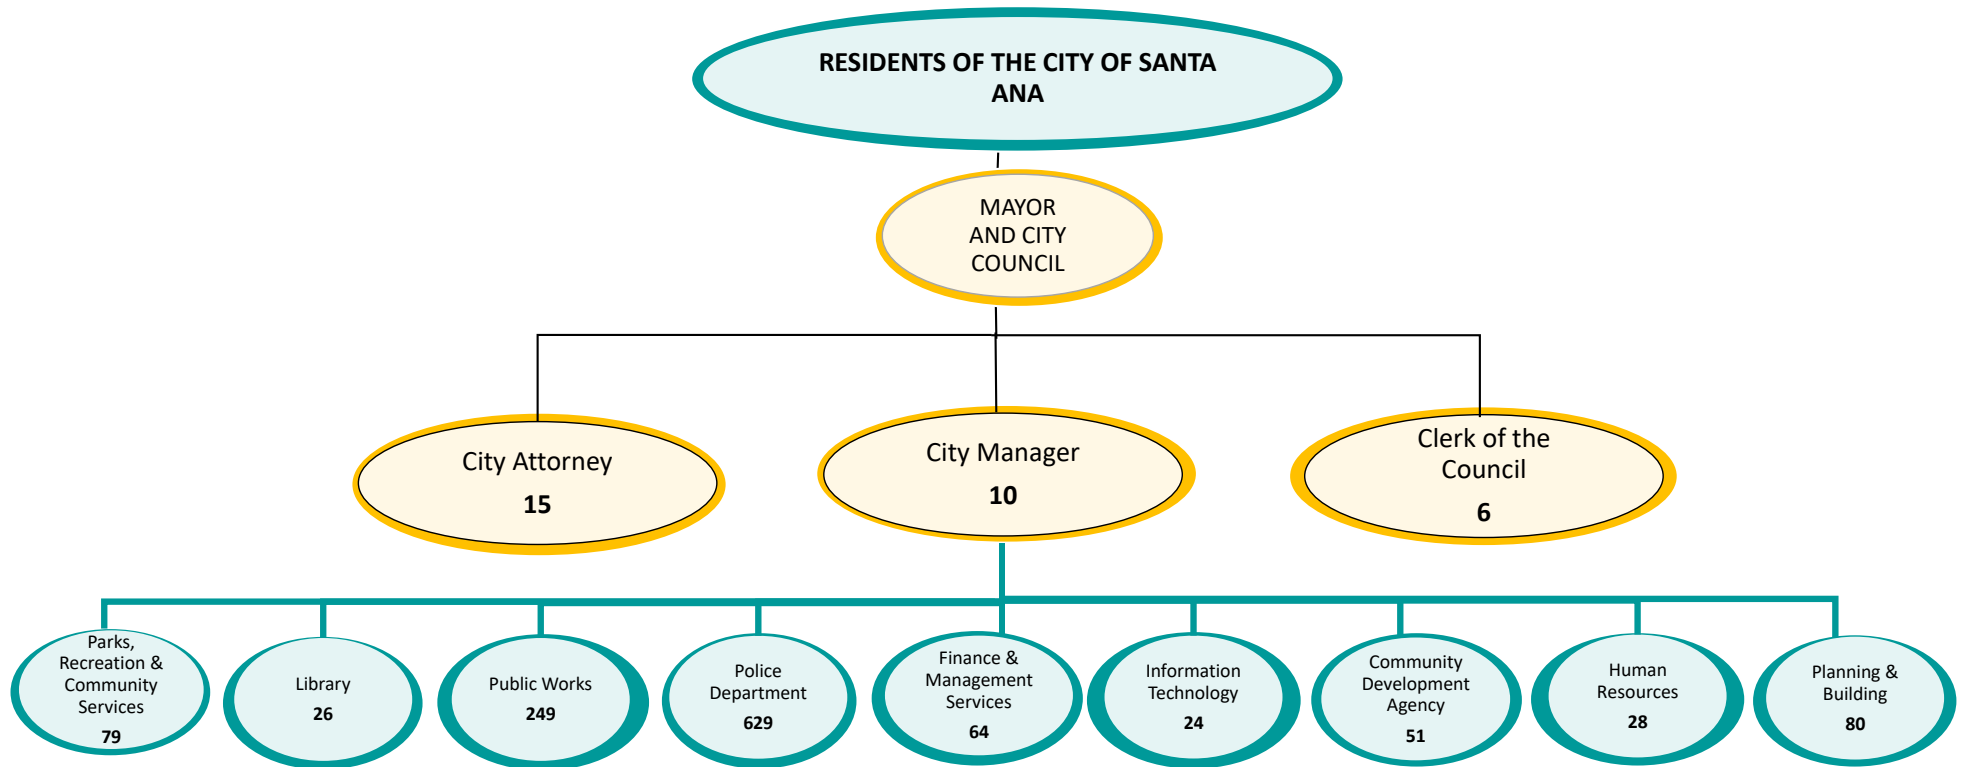 RESIDENTS OF THE CITY OF SANTA
ANA
MAYOR
AND CITY
COUNCIL
City Attorney
15
City Manager
10
Clerk of the
Council
6
Parks,
Recreation &
Community
Services
79
Library
26
Public Works
249
Police
Department
629
Finance &
Management
Services
64
Information
Technology
24
Community
Development
Agency
51
Human
Resources
28
Planning &
Building
80